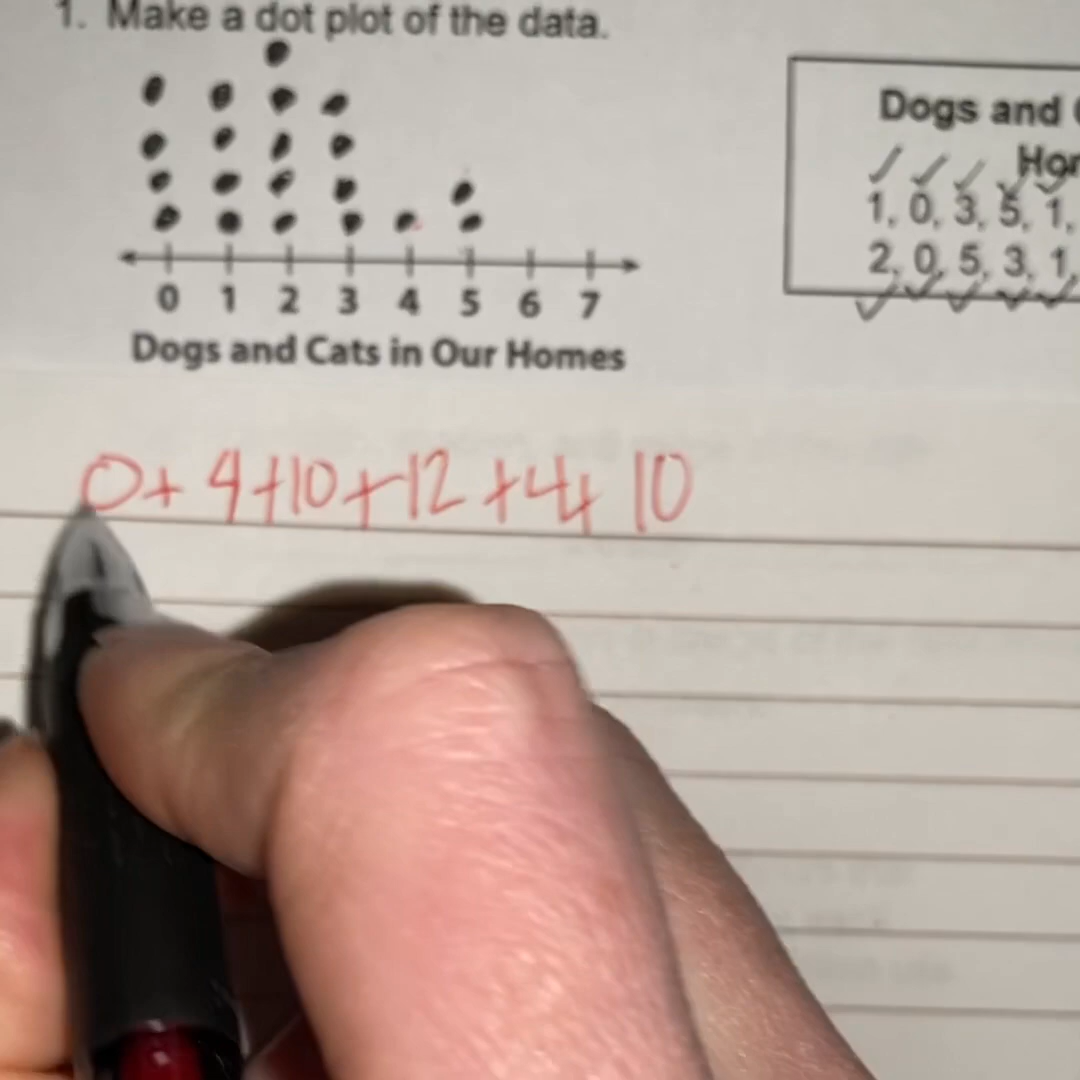 1. Make a dot plot of the data.
Dogs and
Hor
1, 0, 3, 5, 1,
2, 0, 5, 3, 1,
0 1 2 3 4 5 6 7
Dogs and Cats in Our Homes
0+ 4+10+12+4+ 10